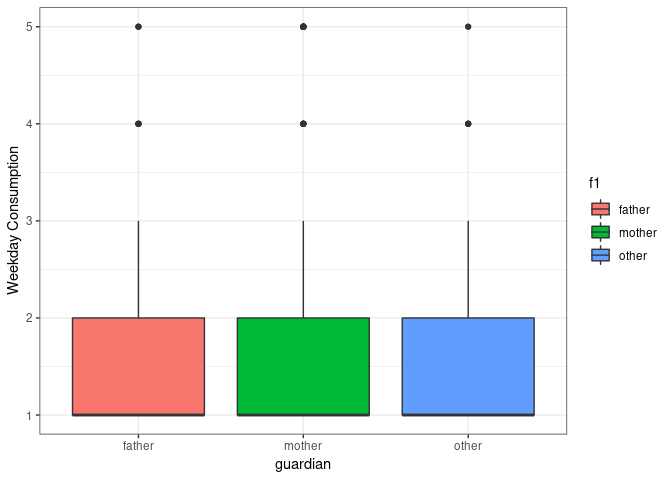 5
4
3
2
1
Weekday Consumption
father mother other
guardian
f1
father
mother
other